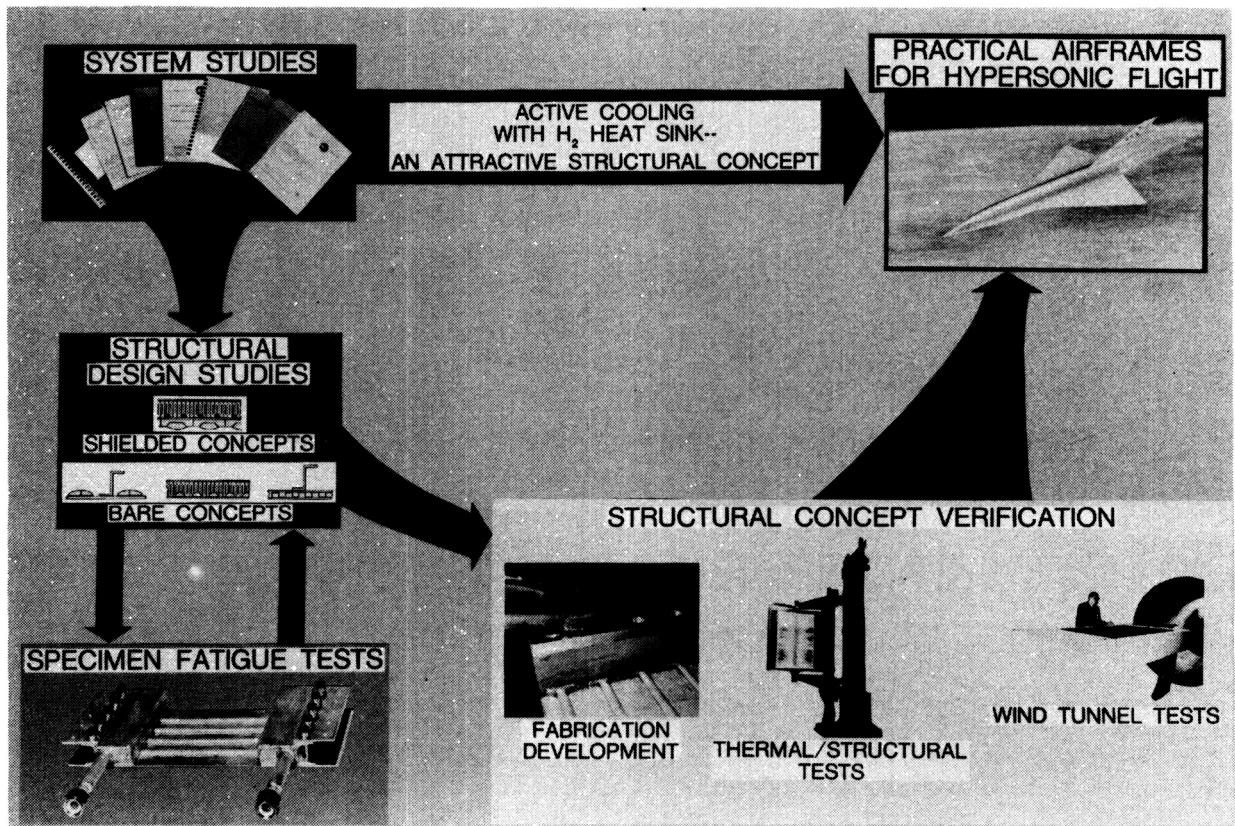 SYSTEM STUDIES
ACTIVE COOLING
WITH H₂ HEAT SINK--
AN ATTRACTIVE STRUCTURAL CONCEPT
PRACTICAL AIRFRAMES
FOR HYPERSONIC FLIGHT
STRUCTURAL
DESIGN STUDIES
SHIELDED CONCEPTS
BARE CONCEPTS
SPECIMEN FATIGUE TESTS
STRUCTURAL CONCEPT VERIFICATION
FABRICATION
DEVELOPMENT
THERMAL/STRUCTURAL
TESTS
WIND TUNNEL TESTS